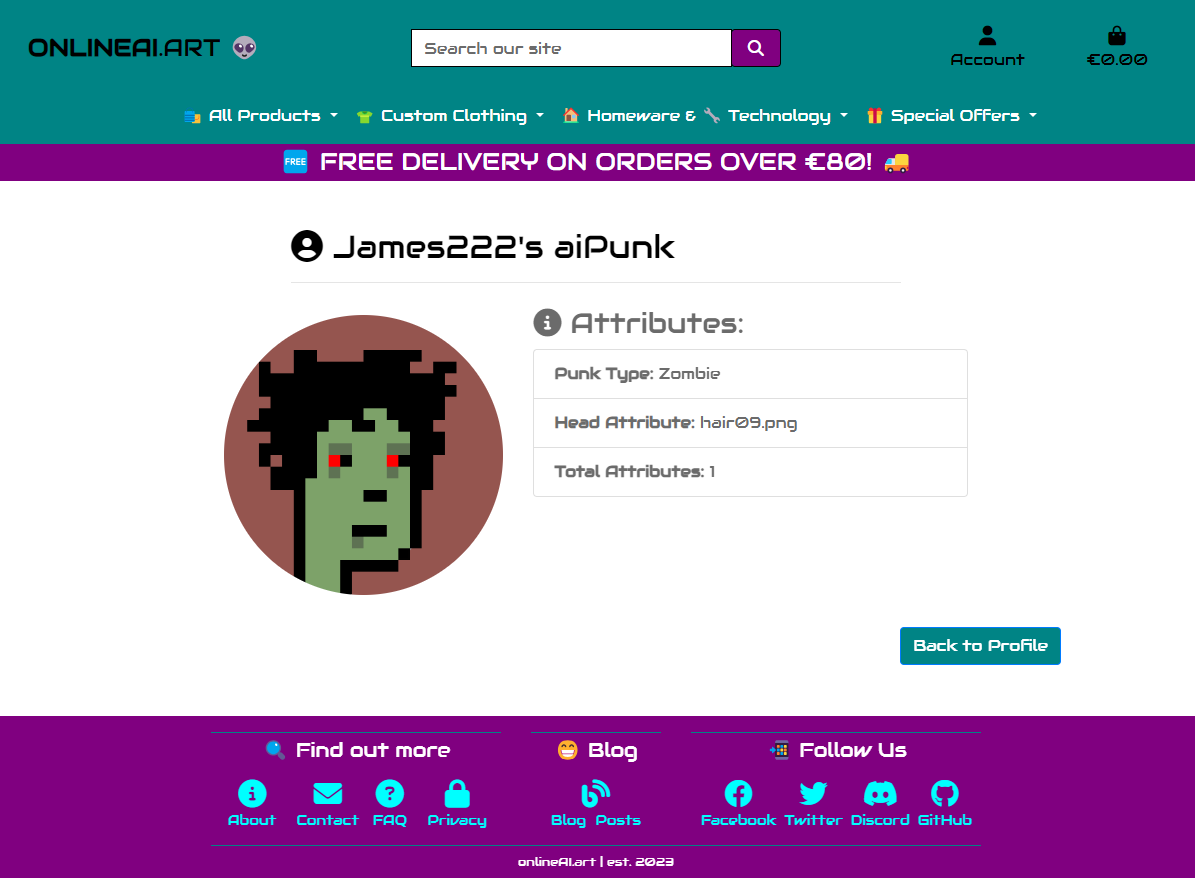 ONLINEAI.ART
Search our site
Account
€0.00
All Products
Custom Clothing
Homeware & Technology
Special Offers
FREE FREE DELIVERY ON ORDERS OVER €80!
James222's aiPunk
Attributes:
Punk Type: Zombie
Head Attribute: hair09.png
Total Attributes: 1
Back to Profile
Find out more
About
Contact
FAQ
Privacy
Blog
Blog Posts
Follow Us
Facebook
Twitter
Discord
GitHub
onlineAI.art | est. 2023